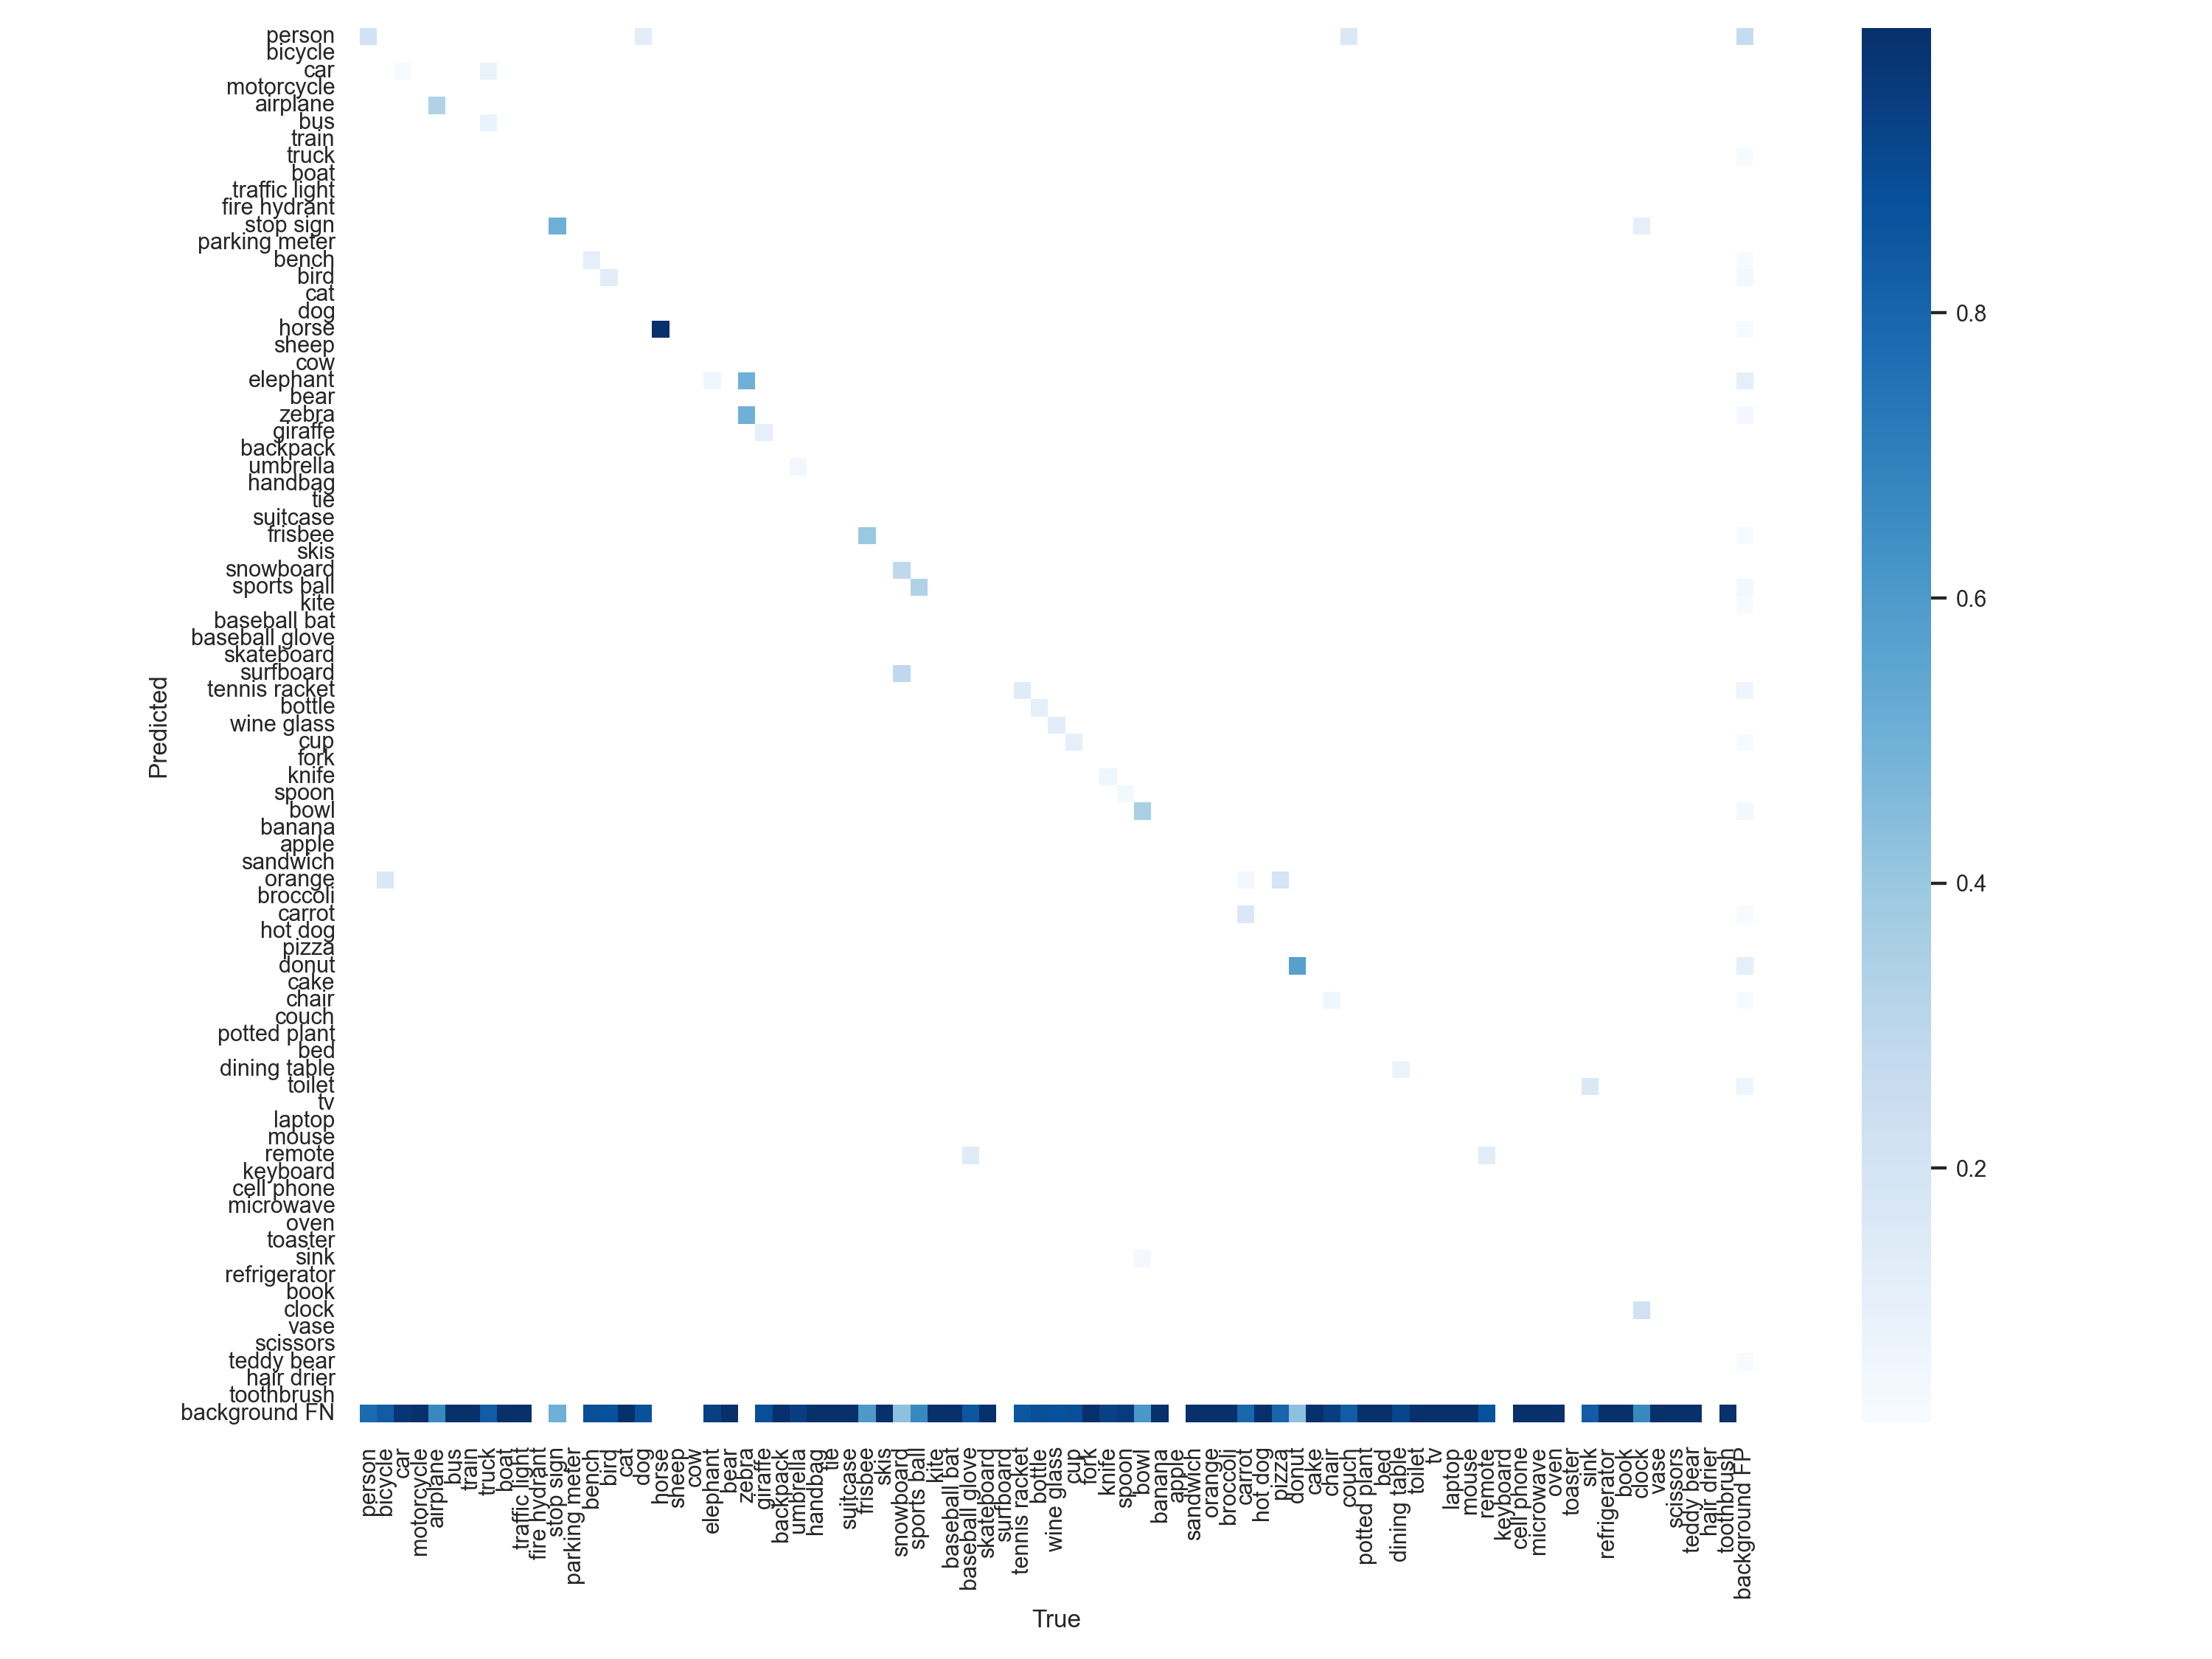 person
bicycle
car
motorcycle
airplane
bus
train
truck
boat
traffic light
fire hydrant
stop sign
parking meter
bench
bird
cat
dog
horse
sheep
cow
elephant
bear
zebra
giraffe
backpack
umbrella
handbag
tie
suitcase
frisbee
skis
snowboard
sports ball
kite
baseball bat
baseball glove
skateboard
surfboard
tennis racket
bottle
wine glass
cup
fork
knife
spoon
bowl
banana
apple
sandwich
orange
broccoli
carrot
hot dog
pizza
donut
cake
chair
couch
potted plant
bed
dining table
toilet
tv
laptop
mouse
remote
keyboard
cell phone
microwave
oven
toaster
sink
refrigerator
book
clock
vase
scissors
teddy bear
hair drier
toothbrush
background FN
Predicted
person
bicycle
car
motorcycle
airplane
bus
train
truck
boat
traffic light
fire hydrant
stop sign
parking meter
bench
bird
cat
dog
horse
sheep
cow
elephant
bear
zebra
giraffe
backpack
umbrella
handbag
tie
suitcase
frisbee
skis
snowboard
sports ball
kite
baseball bat
baseball glove
skateboard
surfboard
tennis racket
bottle
wine glass
cup
fork
knife
spoon
bowl
banana
apple
sandwich
orange
broccoli
carrot
hot dog
pizza
donut
cake
chair
couch
potted plant
bed
dining table
toilet
tv
laptop
mouse
remote
keyboard
cell phone
microwave
oven
toaster
sink
refrigerator
book
clock
vase
scissors
teddy bear
hair drier
toothbrush
background FP
True
0.8
0.6
0.4
0.2